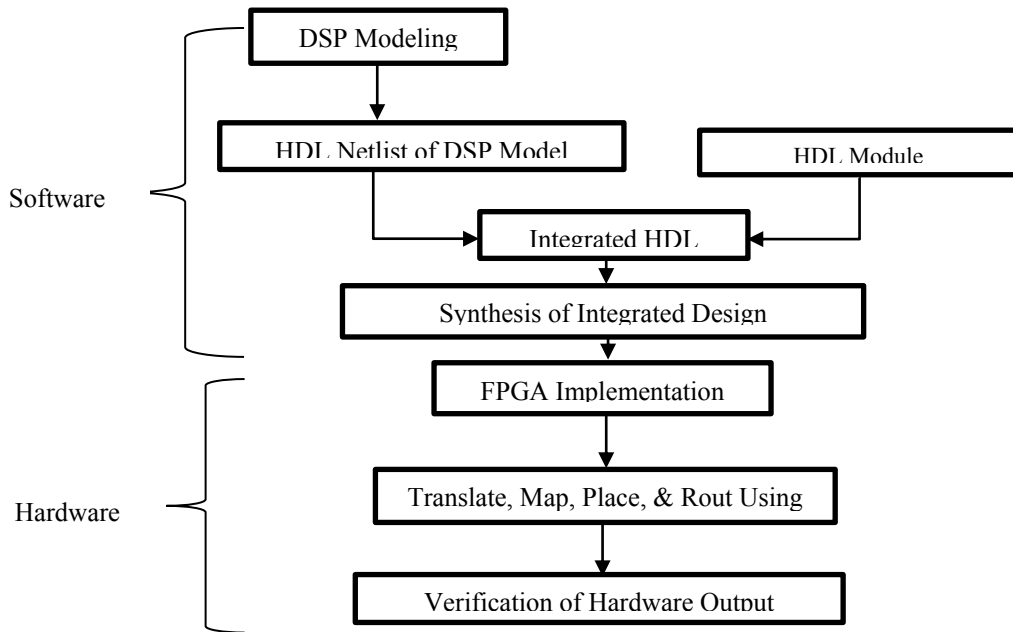 DSP Modeling
HDL Netlist of DSP Model
HDL Module
Software
Integrated HDL
Synthesis of Integrated Design
FPGA Implementation
Translate, Map, Place, & Rout Using
Hardware
Verification of Hardware Output